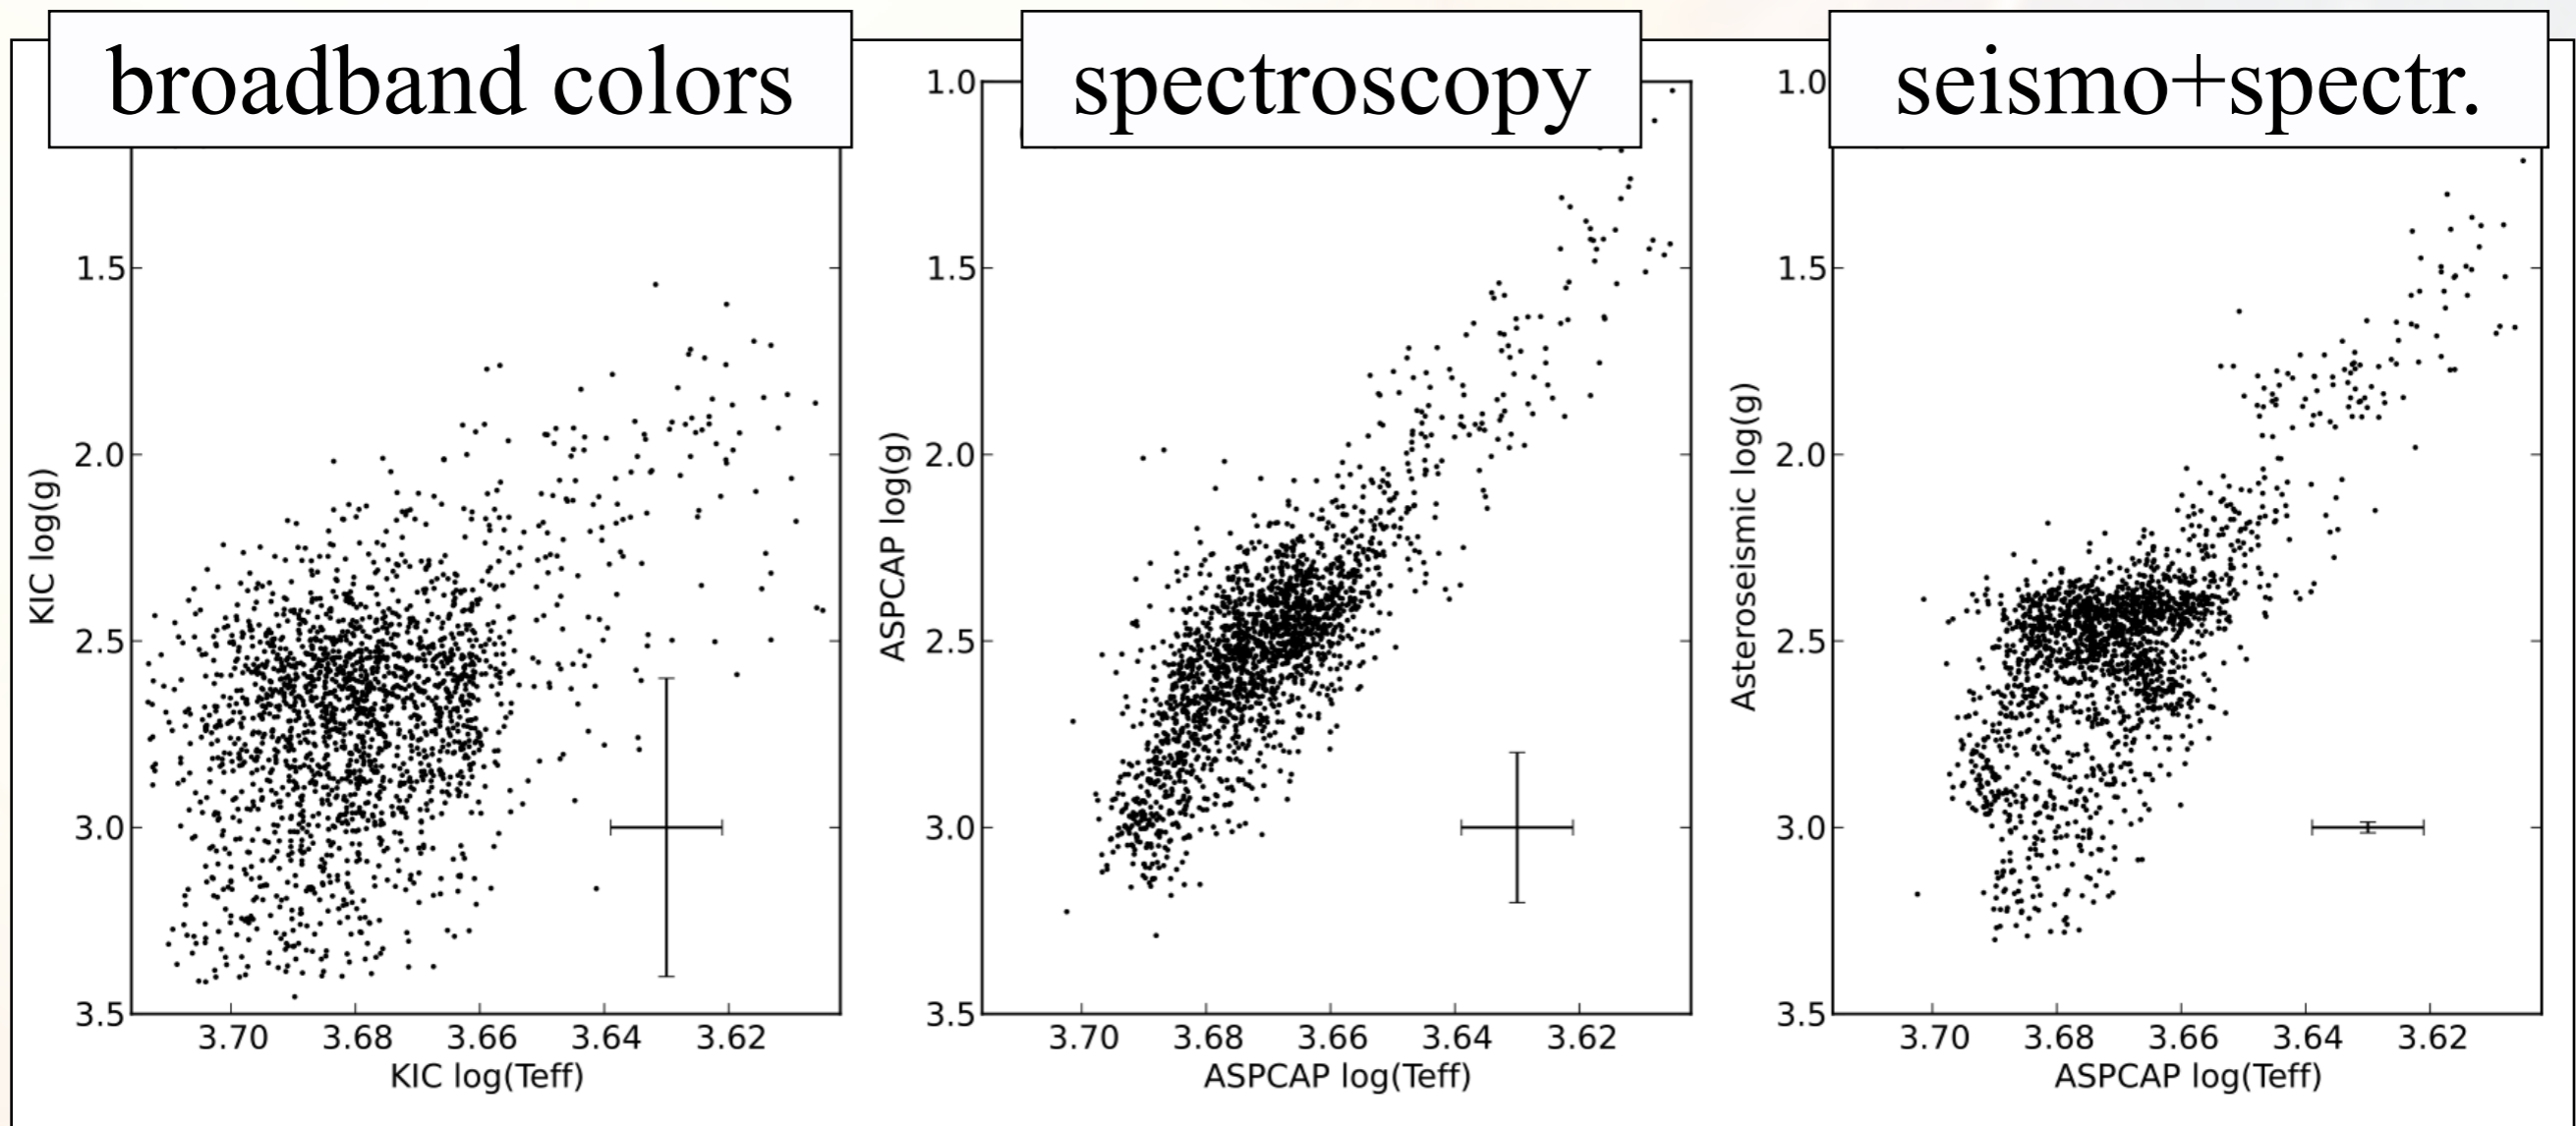 broadband colors
spectroscopy
seismo+spectr.
KIC log(g)
1.5
2.0
2.5
3.0
3.5
3.70 3.68 3.66 3.64 3.62
KIC log(Teff)
ASPCAP log(g)
1.0
1.5
2.0
2.5
3.0
3.5
3.70 3.68 3.66 3.64 3.62
ASPCAP log(Teff)
Asteroseismic log(g)
1.0
1.5
2.0
2.5
3.0
3.5
3.70 3.68 3.66 3.64 3.62
ASPCAP log(Teff)